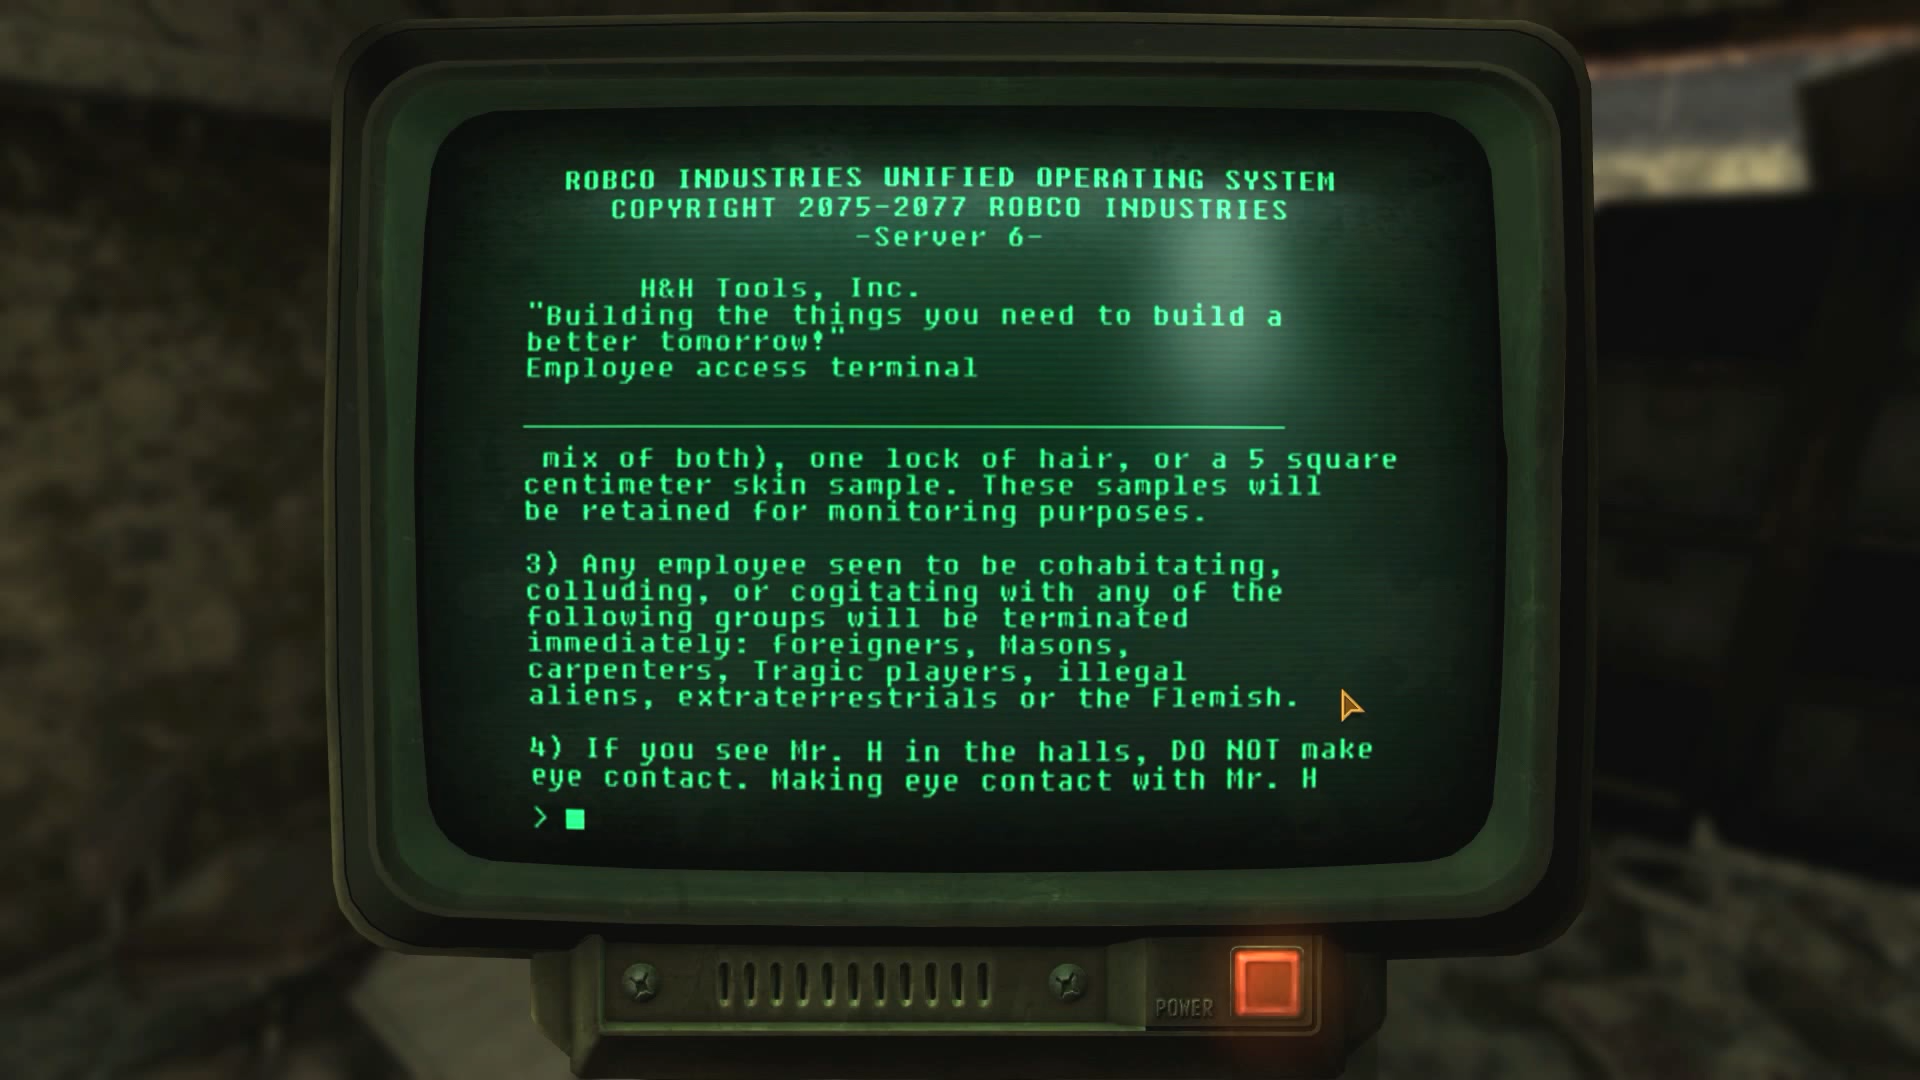 ROBCO INDUSTRIES UNIFIED OPERATING SYSTEM
COPYRIGHT 2075-2077 ROBCO INDUSTRIES
-Server 6-
H&H Tools, Inc.
"Building the things you need to build a
better tomorrow!"
Employee access terminal
mix of both), one lock of hair, or a 5 square
centimeter skin sample. These samples will
be retained for monitoring purposes.
3) Any employee seen to be cohabitating,
colluding, or cogitating with any of the
following groups will be terminated
immediately: foreigners, Masons,
carpenters, Tragic players, illegal
aliens, extraterrestrials or the Flemish.
4) If you see Mr. H in the halls, DO NOT make
eye contact. Making eye contact with Mr. H
>
POWER